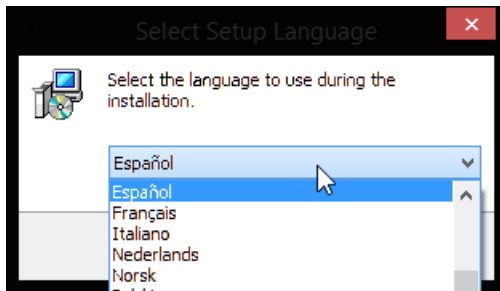 Select Setup Language
Select the language to use during the
installation.
Español
Español
Français
Italiano
Nederlands
Norsk